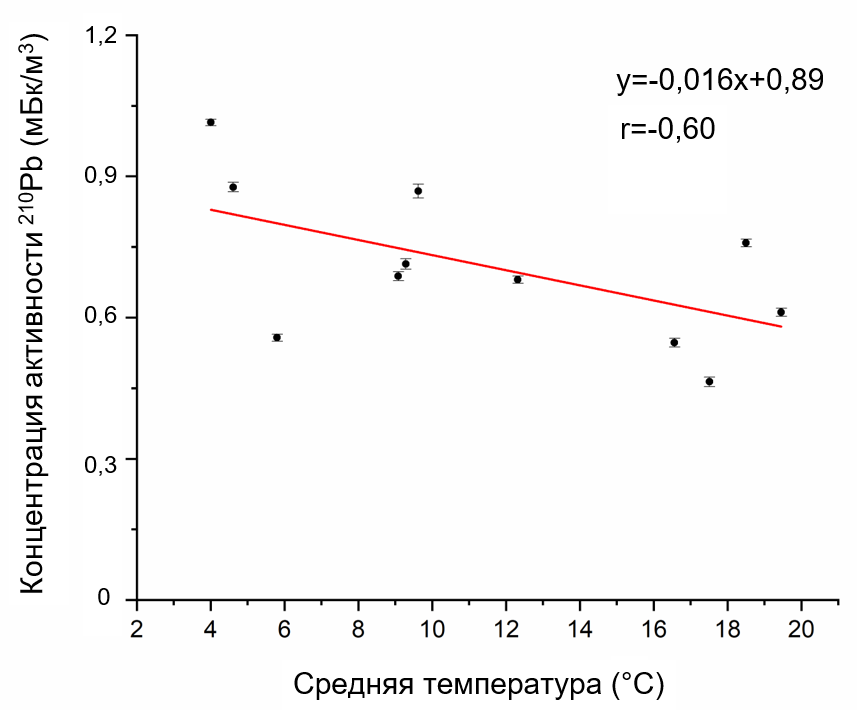 Концентрация активности ²¹⁰Pb (мБк/м³)
1,2
0,9
0,6
0,3
0
y=-0,016x+0,89
r=-0,60
2 4 6 8 10 12 14 16 18 20
Средняя температура (°C)